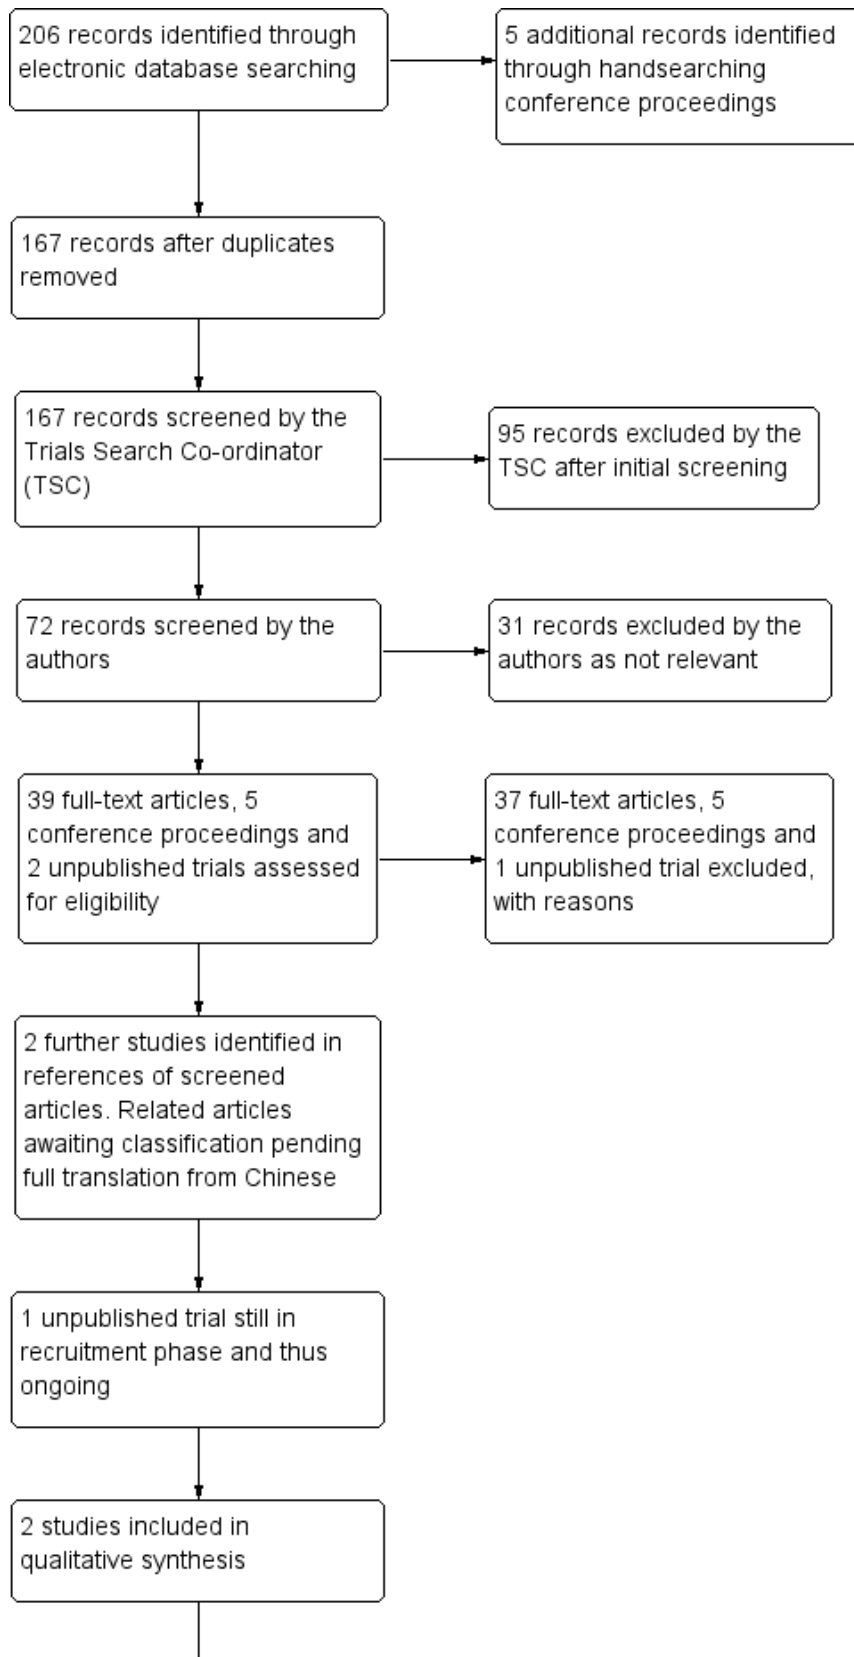 206 records identified through
electronic database searching
5 additional records identified
through handsearching
conference proceedings
167 records after duplicates
removed
167 records screened by the
Trials Search Co-ordinator
(TSC)
95 records excluded by the
TSC after initial screening
72 records screened by the
authors
31 records excluded by the
authors as not relevant
39 full-text articles, 5
conference proceedings and
2 unpublished trials assessed
for eligibility
37 full-text articles, 5
conference proceedings and
1 unpublished trial excluded,
with reasons
2 further studies identified in
references of screened
articles. Related articles
awaiting classification pending
full translation from Chinese
1 unpublished trial still in
recruitment phase and thus
ongoing
2 studies included in
qualitative synthesis